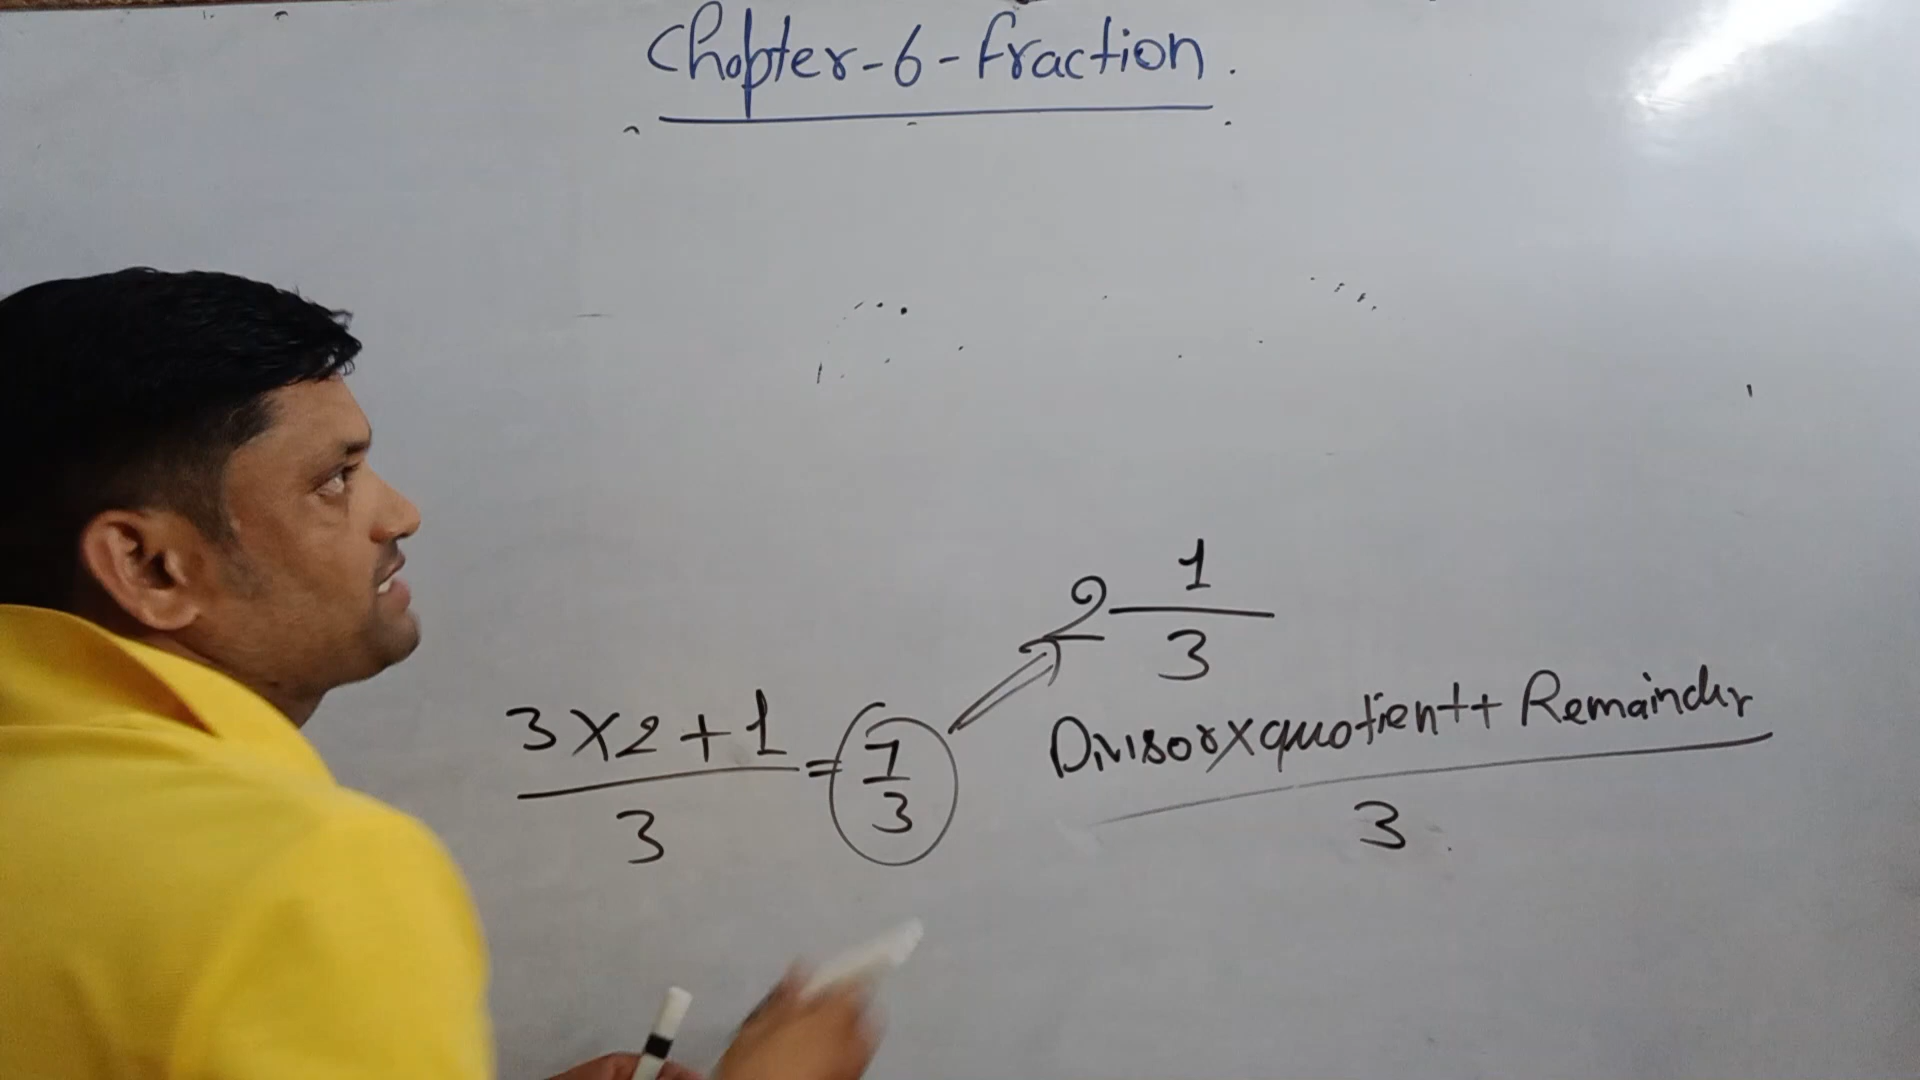 Chapter-6-fraction.
2 1/3
3×2+1/3 = 7/3
Divisor×quotient+ Remainder
3